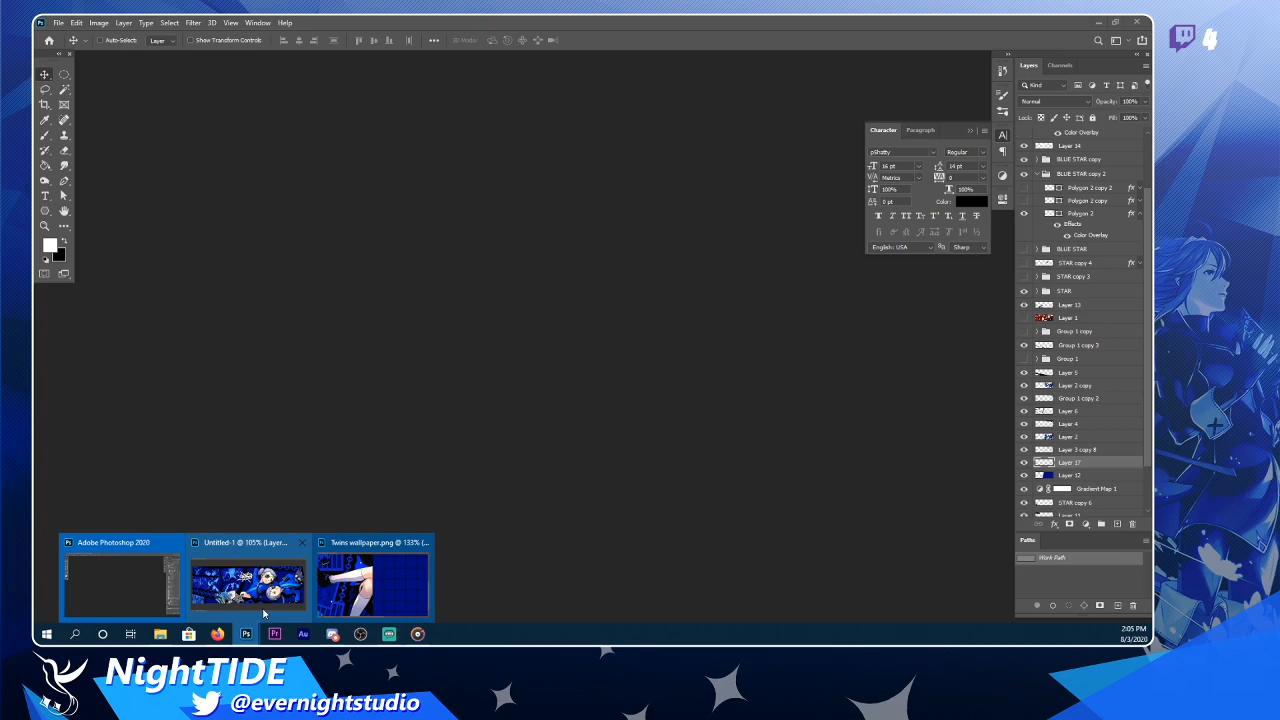 File Edit Image Layer Type Select Filter 3D View Window Help
Auto-Select: Layer Show Transform Controls 3D Mode:
4
Layers Channels
Kind
Normal Opacity: 100%
Lock: Fill: 100%
Color Overlay
Layer 14
BLUE STAR copy
BLUE STAR copy 2
Polygon 2 copy 2 fx
Polygon 2 copy fx
Polygon 2 fx
Effects
Color Overlay
BLUE STAR
STAR copy 4 fx
STAR copy 3
STAR
Layer 13
Layer 1
Group 1 copy
Group 1 copy 3
Group 1
Layer 5
Layer 2 copy
Group 1 copy 2
Layer 6
Layer 4
Layer 2
Layer 3 copy 8
Layer 17
Layer 12
Gradient Map 1
STAR copy 6
Layer 11
Paths
Work Path
Character Paragraph
pShatty Regular
16 pt 14 pt
Metrics 0
100% 100%
0 pt Color:
English: USA Sharp
Adobe Photoshop 2020
Untitled-1 @ 105% (Layer...
Twins wallpaper.png @ 133% (...
2:05 PM
8/3/2020
NightTIDE
@evernightstudio